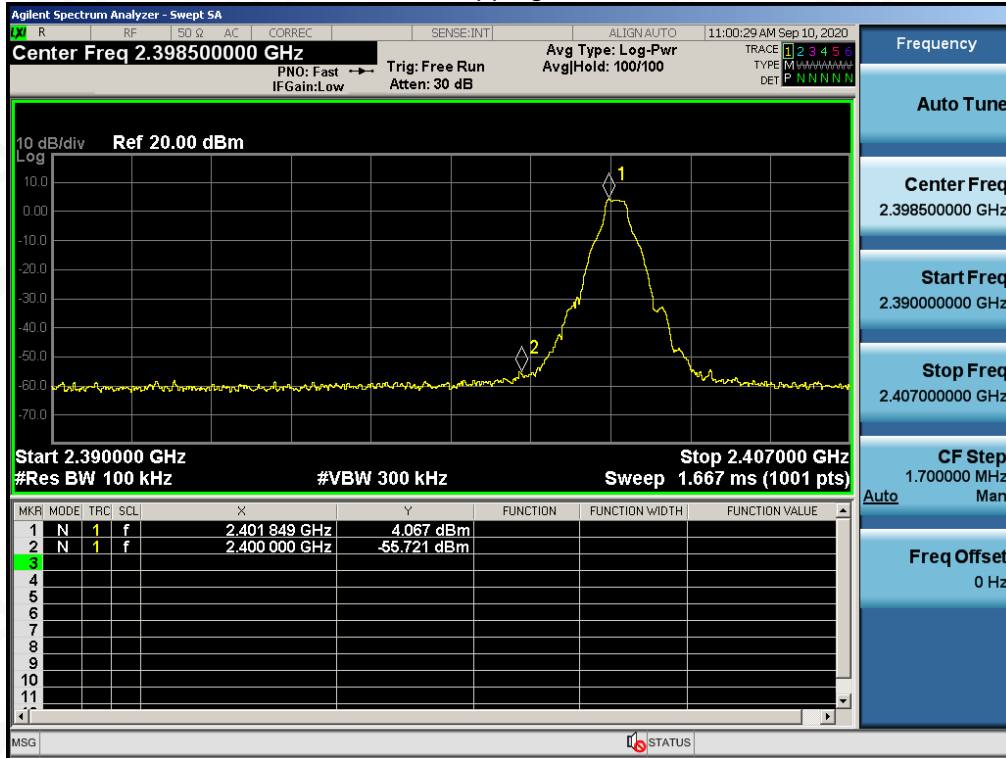 Agilent Spectrum Analyzer - Swept SA
LXI R RF 50 Ω AC CORREC SENSE:INT ALIGN AUTO 11:00:29 AM Sep 10, 2020
Center Freq 2.398500000 GHz
PNO: Fast
IFGain:Low
Trig: Free Run
Atten: 30 dB
Avg Type: Log-Pwr
Avg|Hold: 100/100
TRACE 1 2 3 4 5 6
TYPE M
DET P N N N N N
10 dB/div Ref 20.00 dBm
Log
1
10.0
0.00
-10.0
-20.0
-30.0
-40.0
2
-50.0
-60.0
-70.0
Start 2.390000 GHz Stop 2.407000 GHz
#Res BW 100 kHz #VBW 300 kHz Sweep 1.667 ms (1001 pts)
MKR MODE TRC SCL X Y FUNCTION FUNCTION WIDTH FUNCTION VALUE
1 N 1 f 2.401 849 GHz 4.067 dBm
2 N 1 f 2.400 000 GHz -55.721 dBm
3
4
5
6
7
8
9
10
11
MSG STATUS
Frequency
Auto Tune
Center Freq
2.398500000 GHz
Start Freq
2.390000000 GHz
Stop Freq
2.407000000 GHz
CF Step
1.700000 MHz
Auto Man
Freq Offset
0 Hz